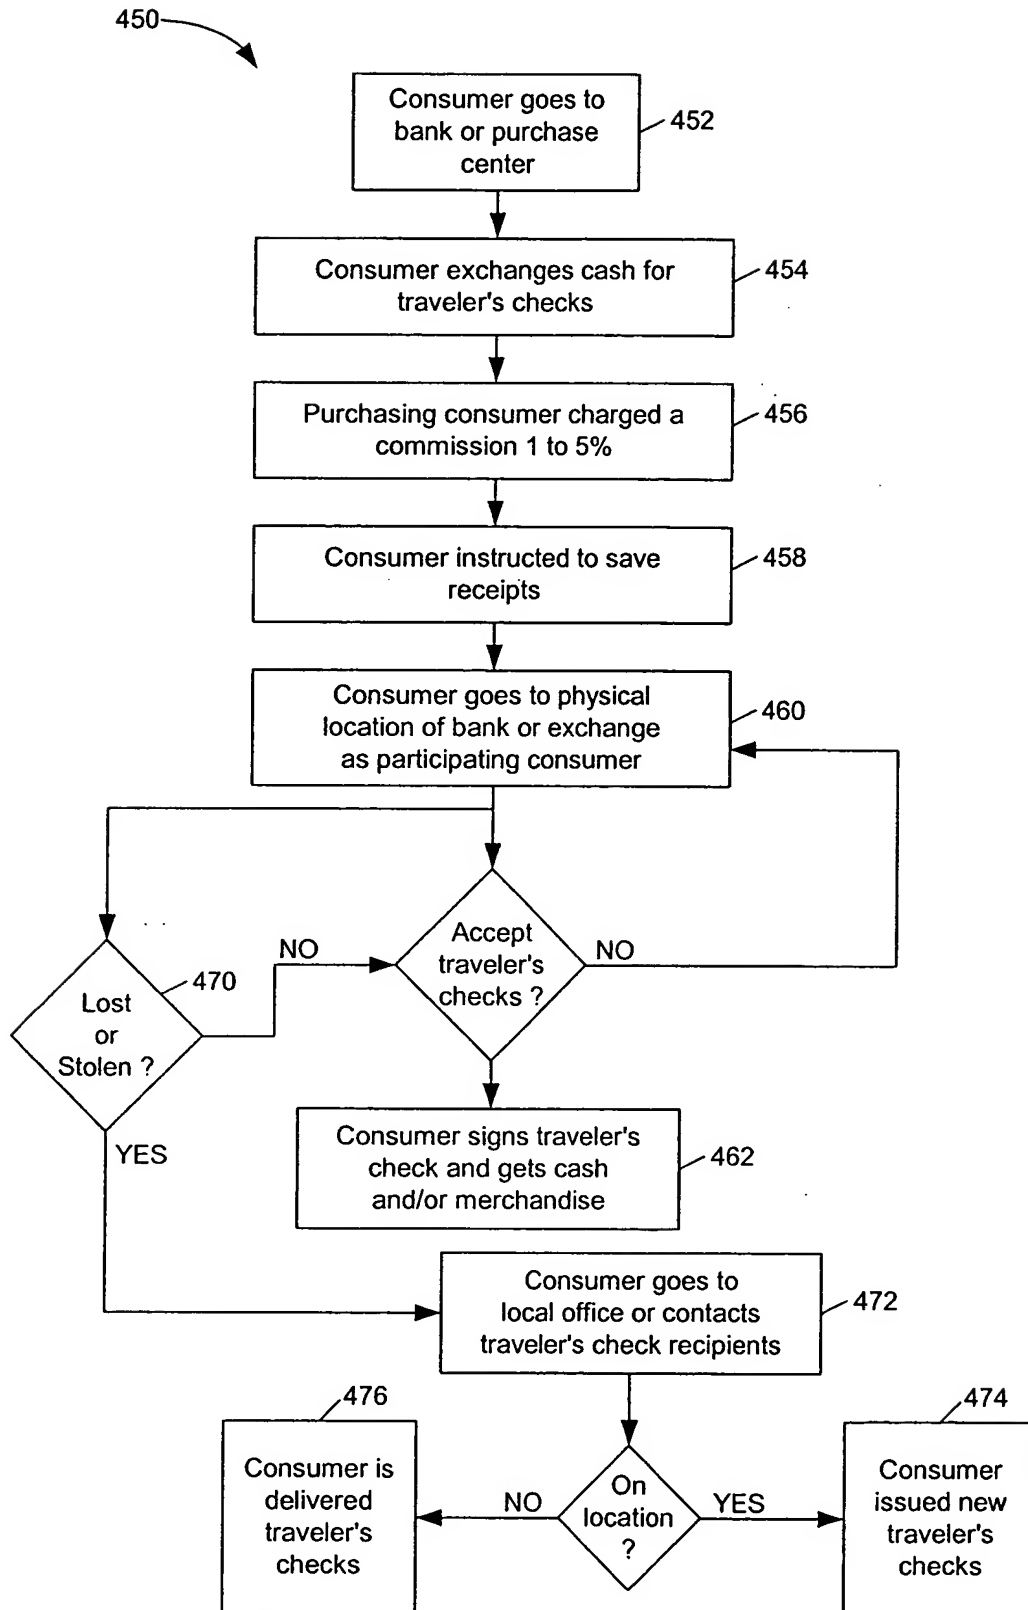 450
Consumer goes to
bank or purchase
center
452
Consumer exchanges cash for
traveler's checks
454
Purchasing consumer charged a
commission 1 to 5%
456
Consumer instructed to save
receipts
458
Consumer goes to physical
location of bank or exchange
as participating consumer
460
Accept
traveler's
checks ?
NO
NO
470
Lost
or
Stolen ?
YES
Consumer signs traveler's
check and gets cash
and/or merchandise
462
Consumer goes to
local office or contacts
traveler's check recipients
472
476
474
Consumer is
delivered
traveler's
checks
NO
On
location
?
YES
Consumer
issued new
traveler's
checks